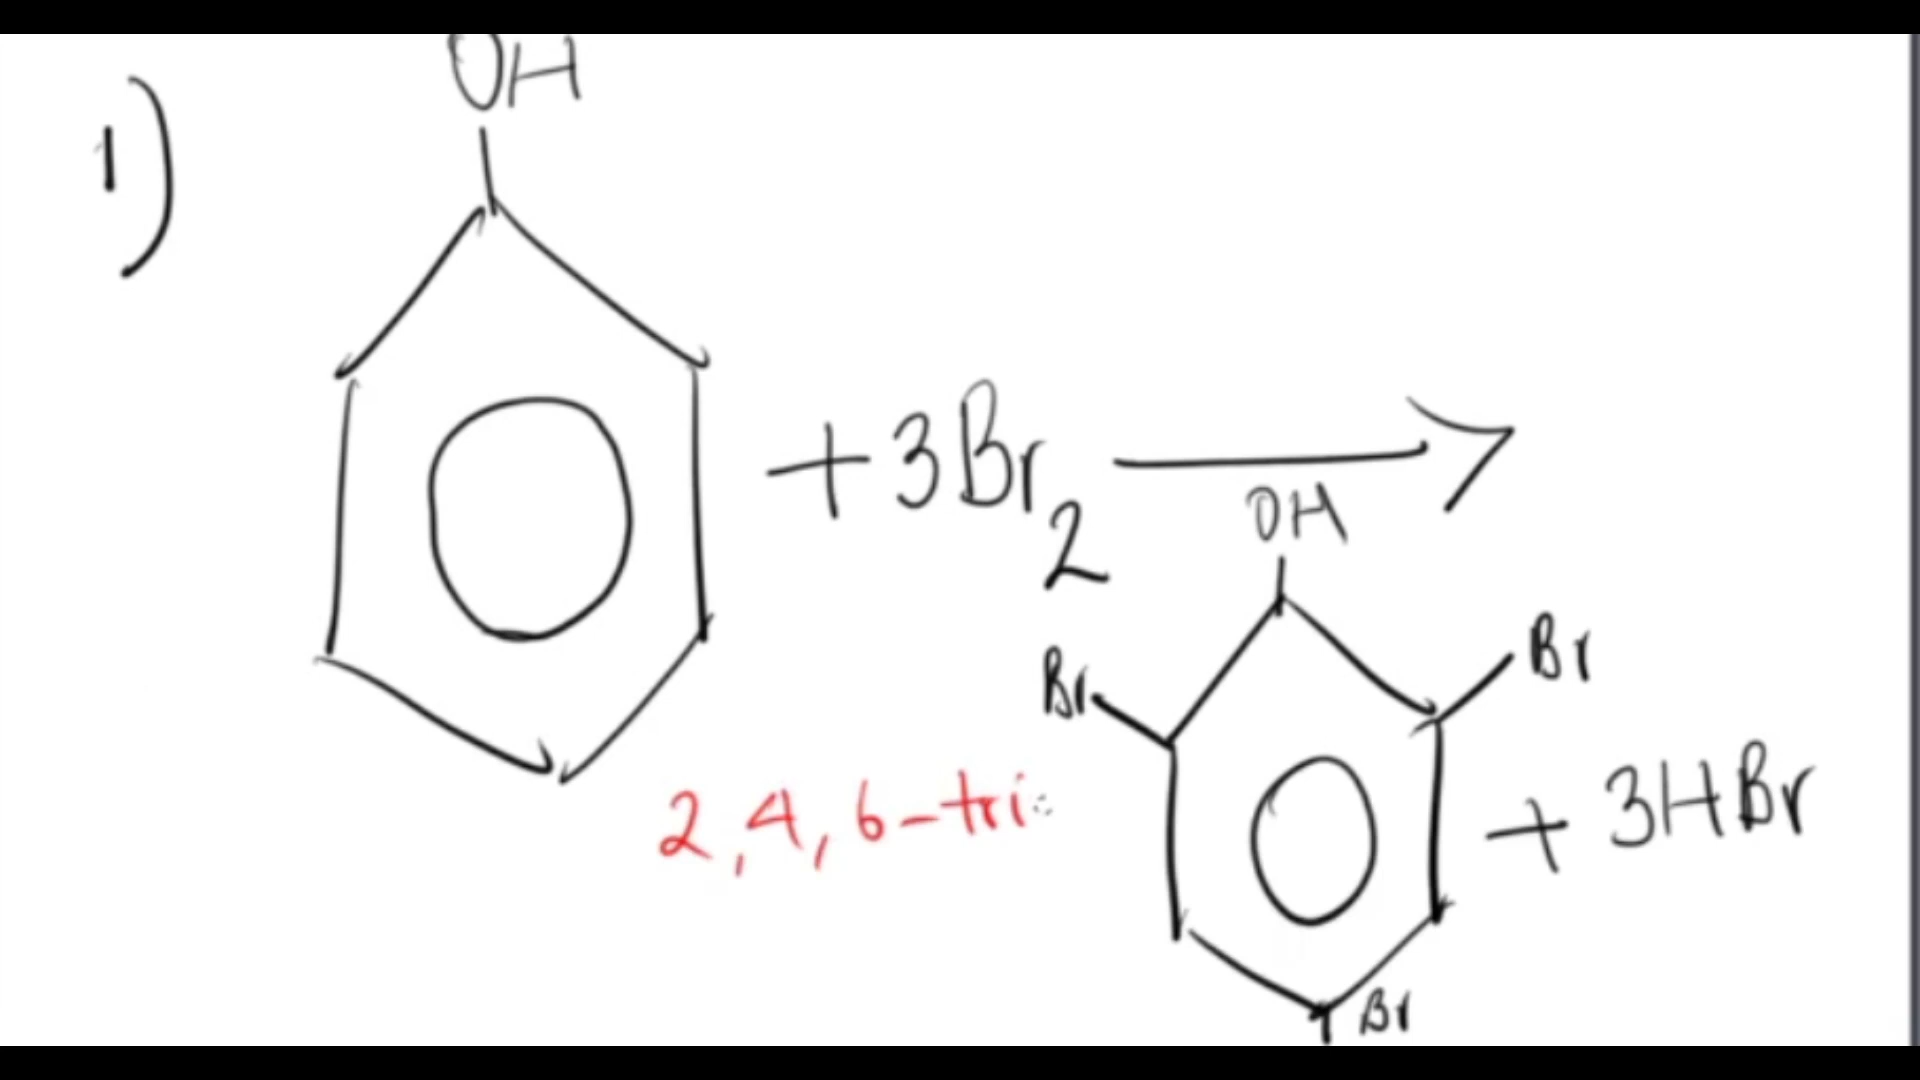 1)
OH
+3Br2
OH
Br
Br
2,4,6-tri
+ 3HBr
Br